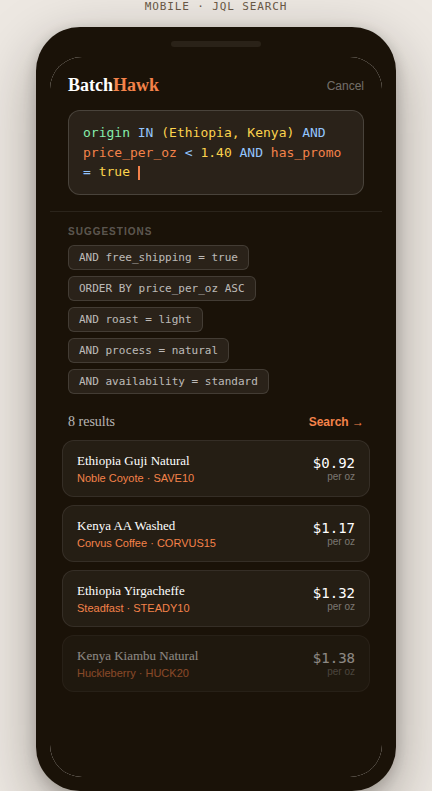 MOBILE · JQL SEARCH
BatchHawk
Cancel
origin IN (Ethiopia, Kenya) AND
price_per_oz < 1.40 AND has_promo
= true
SUGGESTIONS
AND free_shipping = true
ORDER BY price_per_oz ASC
AND roast = light
AND process = natural
AND availability = standard
8 results
Search →
Ethiopia Guji Natural
$0.92
Noble Coyote · SAVE10
per oz
Kenya AA Washed
$1.17
Corvus Coffee · CORVUS15
per oz
Ethiopia Yirgacheffe
$1.32
Steadfast · STEADY10
per oz
Kenya Kiambu Natural
$1.38
Huckleberry · HUCK20
per oz